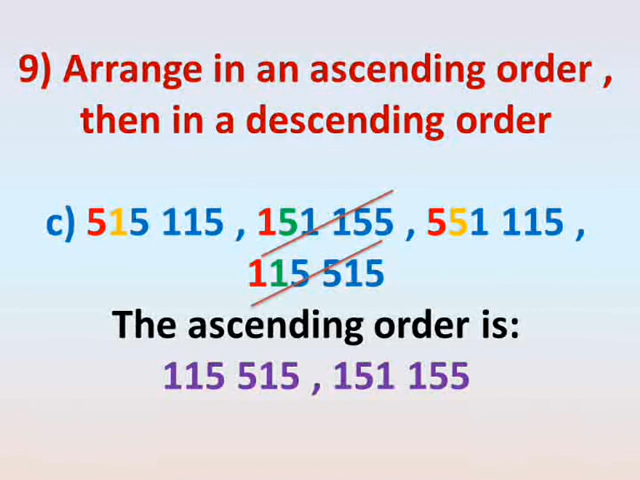 9) Arrange in an ascending order ,
then in a descending order
c) 515 115 , 151 155 , 551 115 ,
115 515
The ascending order is:
115 515 , 151 155